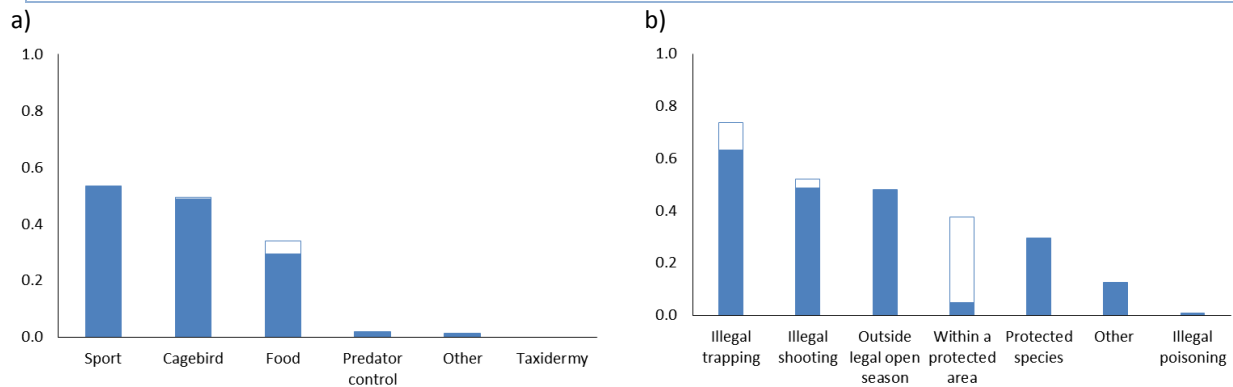 a)
1.0
0.8
0.6
0.4
0.2
0.0
Sport
Cagebird
Food
Predator
control
Other
Taxidermy
b)
1.0
0.8
0.6
0.4
0.2
0.0
Illegal
trapping
Illegal
shooting
Outside
legal open
season
Within a
protected
area
Protected
species
Other
Illegal
poisoning